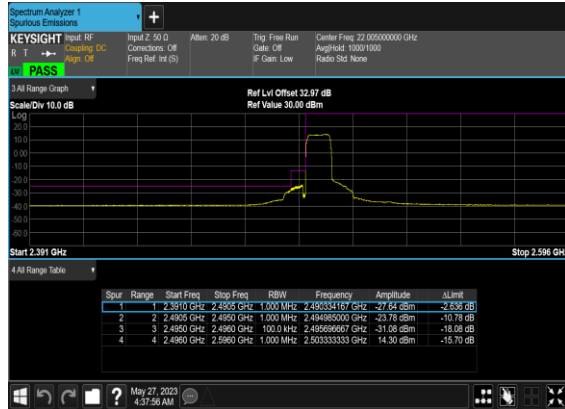 Spectrum Analyzer 1
Spurious Emissions
KEYSIGHT Input: RF Input Z: 50 Ω Atten: 20 dB Trig: Free Run Center Freq: 22.005000000 GHz
R T Coupling: DC Corrections: Off Gate: Off Avg|Hold: 1000/1000
Align: Off Freq Ref: Int (S) IF Gain: Low Radio Std: None
PASS
3 All Range Graph
Ref Lvl Offset 32.97 dB
Scale/Div 10.0 dB Ref Value 30.00 dBm
Log
20.0
10.0
0.00
-10.0
-20.0
-30.0
-40.0
-50.0
-60.0
Start 2.391 GHz Stop 2.596 GH
4 All Range Table
Spur Range Start Freq Stop Freq RBW Frequency Amplitude ΔLimit
1 1 2.3910 GHz 2.4905 GHz 1.000 MHz 2.490334167 GHz -27.64 dBm -2.636 dB
2 2 2.4905 GHz 2.4950 GHz 1.000 MHz 2.494985000 GHz -23.78 dBm -10.78 dB
3 3 2.4950 GHz 2.4960 GHz 100.0 kHz 2.495696667 GHz -31.08 dBm -18.08 dB
4 4 2.4960 GHz 2.5960 GHz 1.000 MHz 2.503333333 GHz 14.30 dBm -15.70 dB
May 27, 2023
4:37:56 AM